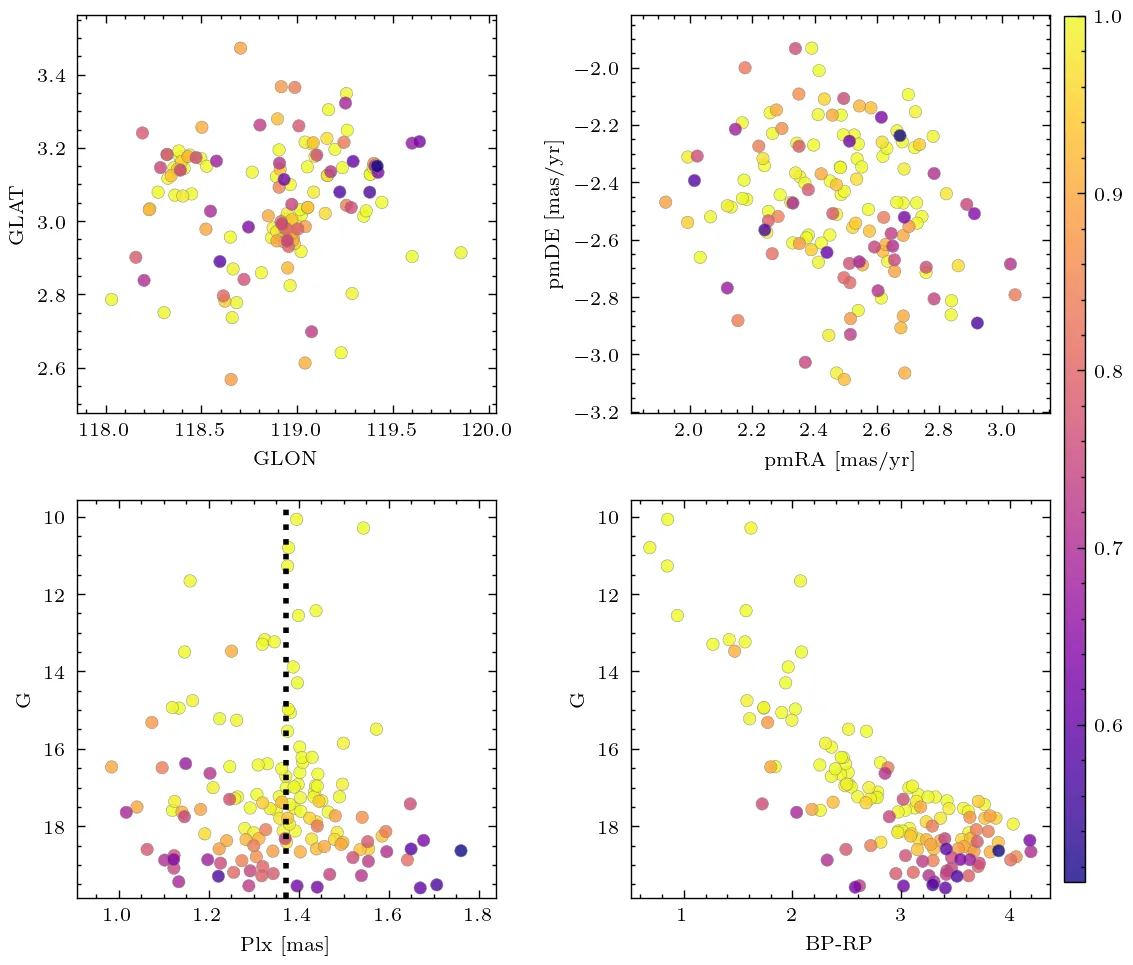 3.4
3.2
3.0
2.8
2.6
GLAT
118.0 118.5 119.0 119.5 120.0
GLON
−2.0
−2.2
−2.4
−2.6
−2.8
−3.0
−3.2
pmDE [mas/yr]
2.0 2.2 2.4 2.6 2.8 3.0
pmRA [mas/yr]
1.0
0.9
0.8
0.7
0.6
10
12
14
16
18
G
1.0 1.2 1.4 1.6 1.8
Plx [mas]
10
12
14
16
18
G
1 2 3 4
BP-RP